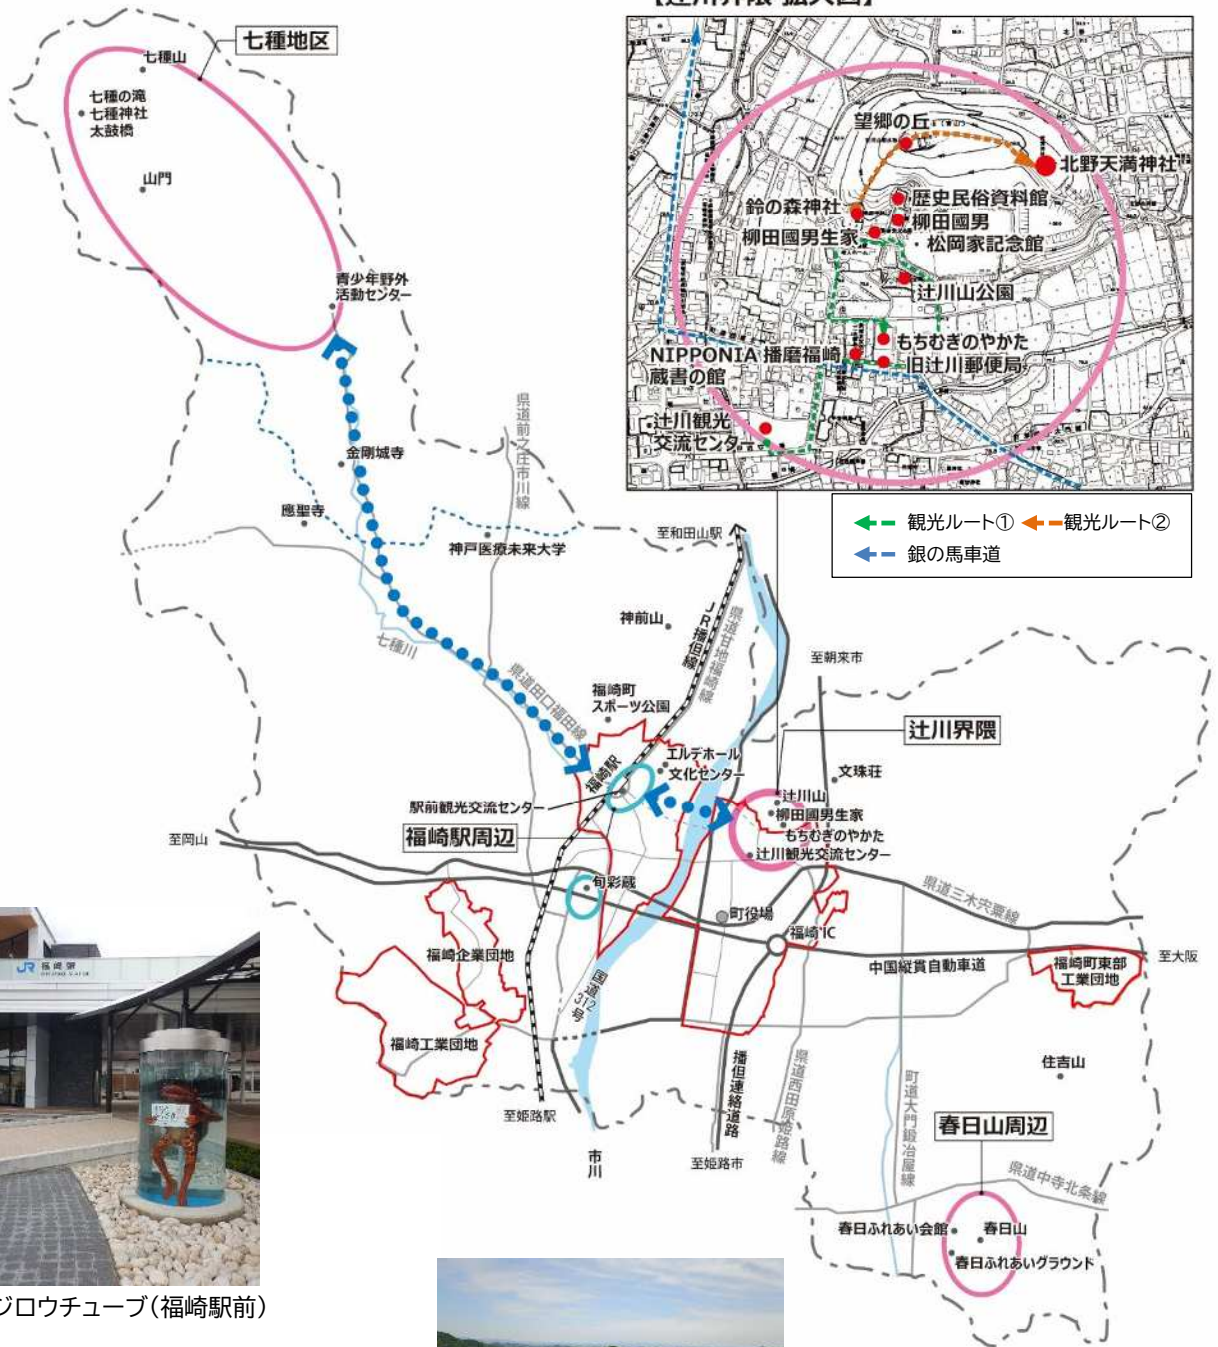 【辻川界隈 拡大図】
七種地区
七種山
七種の滝
七種神社
太鼓橋
山門
青少年野外
活動センター
望郷の丘
北野天満神社
鈴の森神社
歴史民俗資料館
柳田國男
・松岡家記念館
柳田國男生家
辻川山公園
もちむぎのやかた
NIPPONIA 播磨福崎
蔵書の館
旧辻川郵便局
辻川観光
交流センター
観光ルート① 観光ルート②
銀の馬車道
県道前之庄市川線
金剛城寺
應聖寺
神戸医療未来大学
至和田山駅
JR播但線
県道甘地福崎線
神前山
七種川
県道田口福田線
至朝来市
福崎町
スポーツ公園
辻川界隈
福崎駅
エルデホール
文化センター
文珠荘
駅前観光交流センター
辻川山
柳田國男生家
もちむぎのやかた
辻川観光交流センター
福崎駅周辺
至岡山
旬彩蔵
町役場
県道三木宍粟線
福崎IC
中国縦貫自動車道
福崎町東部
工業団地
至大阪
福崎企業団地
国道312号
福崎工業団地
住吉山
播但連絡道路
県道西田原姫路線
町道大門鍛冶屋線
至姫路駅
市川
至姫路市
春日山周辺
県道中寺北条線
春日ふれあい会館
春日山
春日ふれあいグラウンド
JR 福崎駅
ジロウチューブ(福崎駅前)